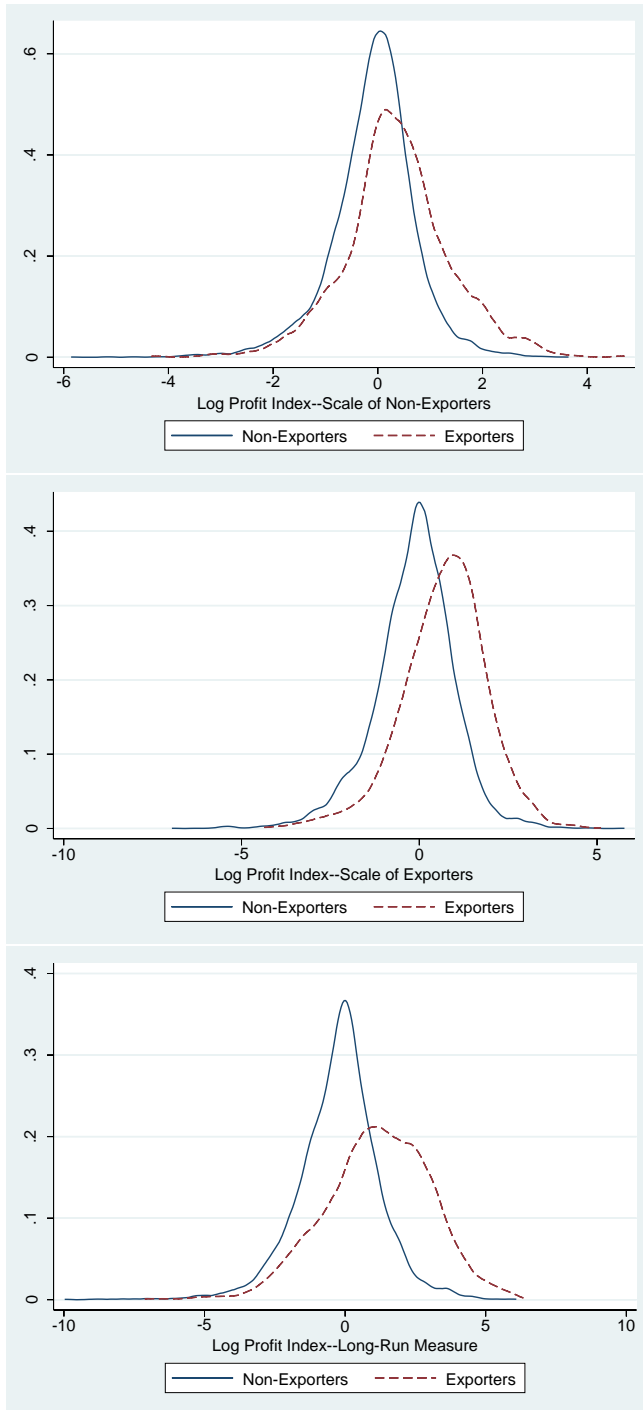 .6
.4
.2
0
-6 -4 -2 0 2 4
Log Profit Index--Scale of Non-Exporters
Non-Exporters Exporters
.4
.3
.2
.1
0
-10 -5 0 5
Log Profit Index--Scale of Exporters
Non-Exporters Exporters
.4
.3
.2
.1
0
-10 -5 0 5 10
Log Profit Index--Long-Run Measure
Non-Exporters Exporters